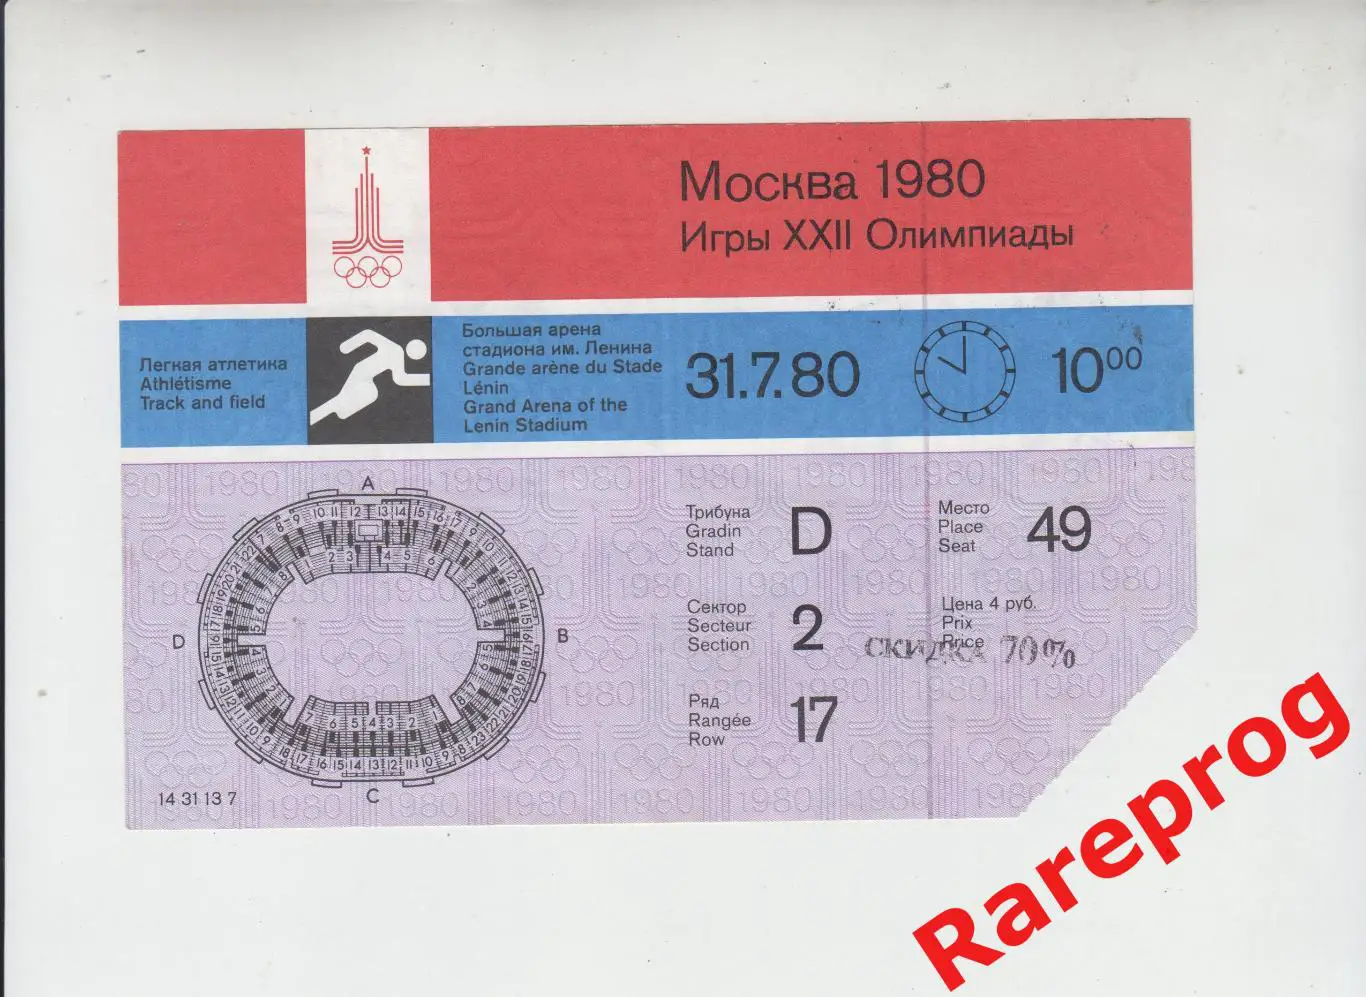 Москва 1980
Игры XXII Олимпиады
Легкая атлетика
Athlétisme
Track and field
Большая арена
стадиона им. Ленина
Grande arène du Stade
Lénin
Grand Arena of the
Lenin Stadium
31.7.80
10⁰⁰
A
B
C
D
Трибуна
Gradin
Stand
D
Место
Place
Seat
49
Сектор
Secteur
Section
2
Цена 4 руб.
Prix
Price
СКИДКА 70%
Ряд
Rangée
Row
17
14 31 13 7
Rareprog